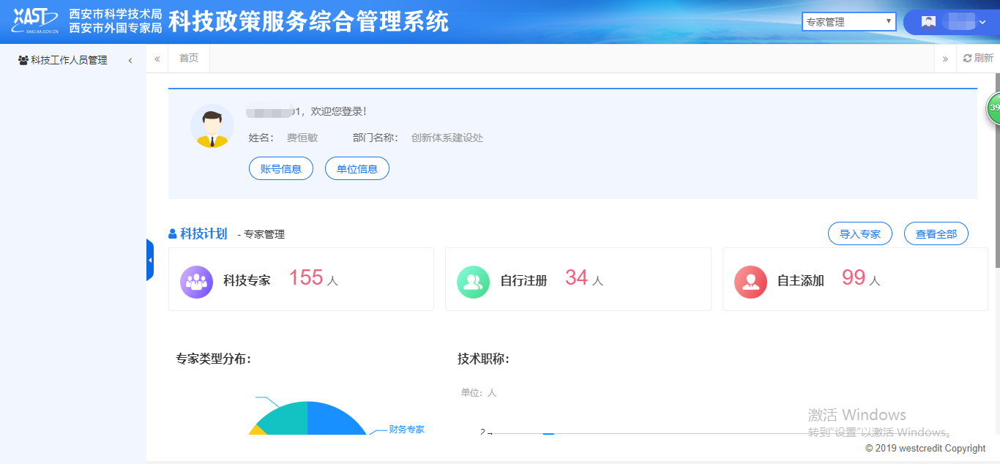 XAST
XAKJ.XA.GOV.CN
西安市科学技术局
西安市外国专家局
科技政策服务综合管理系统
专家管理
科技工作人员管理
首页
刷新
01，欢迎您登录！
姓名： 费恒敏 部门名称： 创新体系建设处
账号信息 单位信息
39
科技计划 - 专家管理
导入专家 查看全部
科技专家 155 人
自行注册 34 人
自主添加 99 人
专家类型分布：
技术职称：
单位：人
财务专家
2
激活 Windows
转到“设置”以激活 Windows。
© 2019 westcredit Copyright